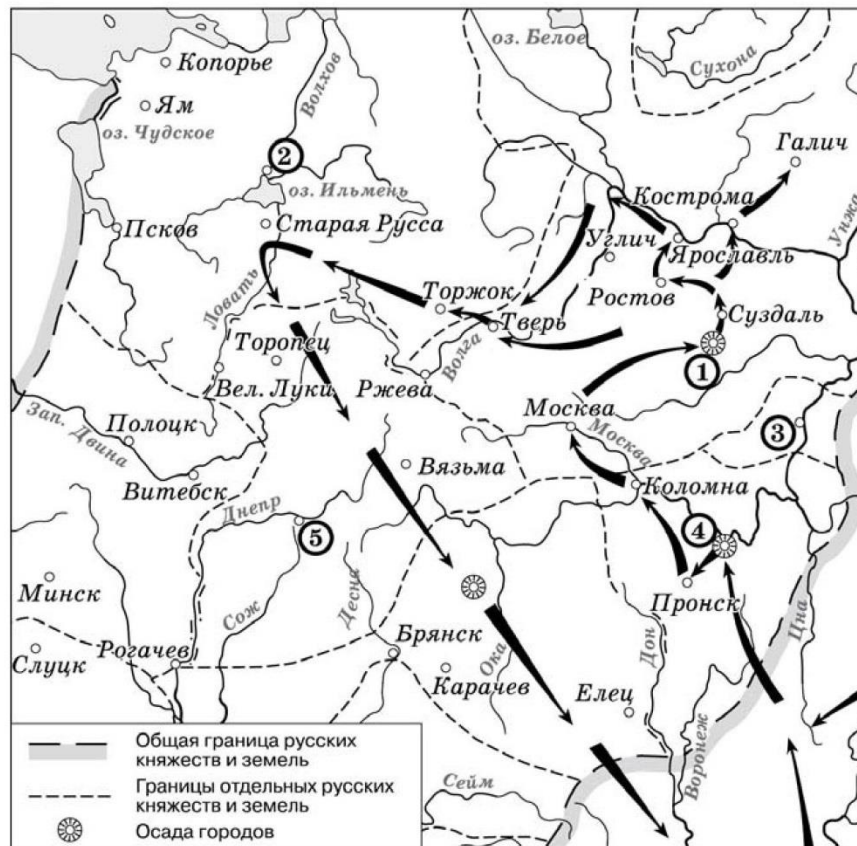 оз. Белое
Сухона
Копорье
Волхов
Ям
оз. Чудское
Галич
2
оз. Ильмень
Кострома
Унжа
Псков
Старая Русса
Углич
Ярославль
Ловать
Торжок
Ростов
Суздаль
Тверь
Торопец
Волга
1
Вел. Луки
Ржева
Москва
Зап. Двина
Полоцк
Москва
3
Вязьма
Витебск
Коломна
Днепр
4
5
Минск
Десна
Пронск
Цна
Сож
Слуцк
Рогачев
Брянск
Ока
Дон
Карачев
Елец
Воронеж
Общая граница русских
княжеств и земель
Границы отдельных русских
княжеств и земель
Сейм
Осада городов